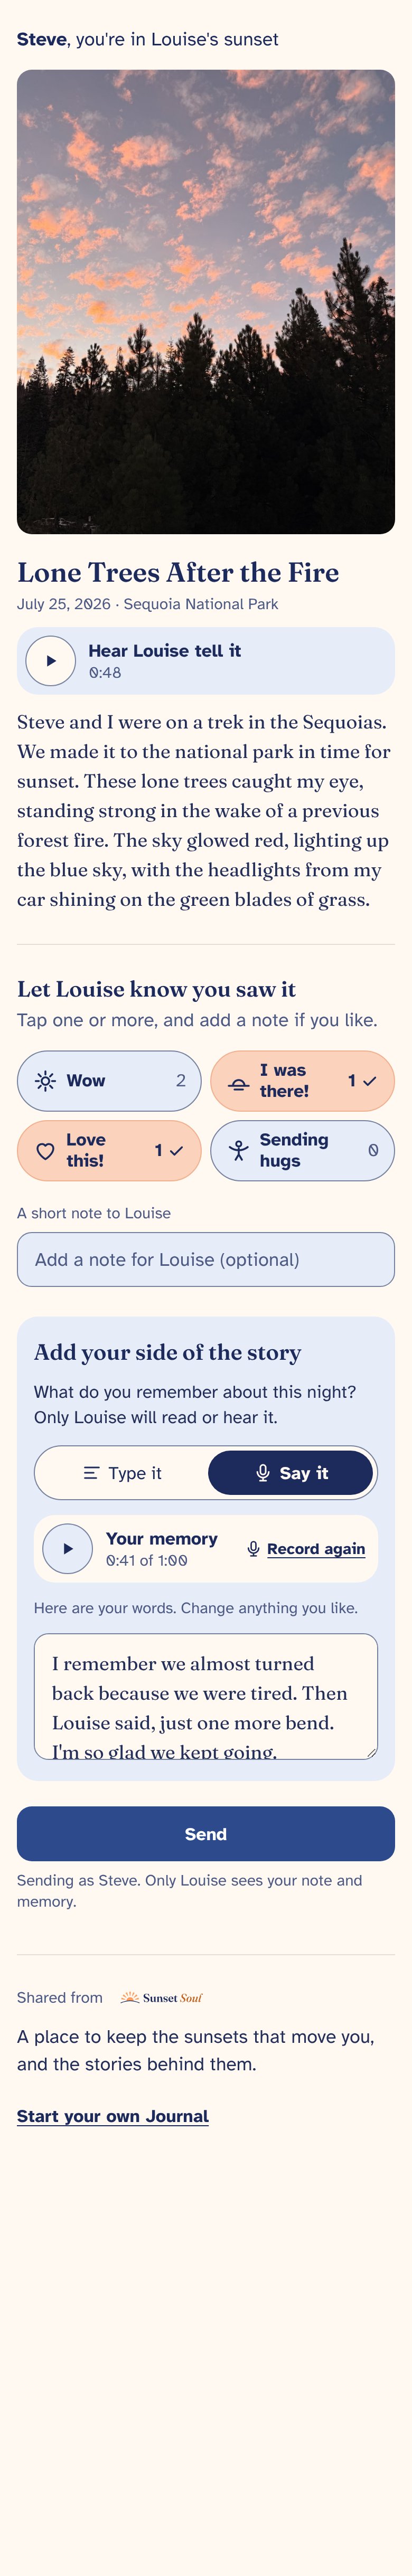 Steve, you're in Louise's sunset
Lone Trees After the Fire
July 25, 2026 · Sequoia National Park
Hear Louise tell it
0:48
Steve and I were on a trek in the Sequoias.
We made it to the national park in time for
sunset. These lone trees caught my eye,
standing strong in the wake of a previous
forest fire. The sky glowed red, lighting up
the blue sky, with the headlights from my
car shining on the green blades of grass.
Let Louise know you saw it
Tap one or more, and add a note if you like.
Wow 2
I was
there! 1
Love
this! 1
Sending
hugs 0
A short note to Louise
Add a note for Louise (optional)
Add your side of the story
What do you remember about this night?
Only Louise will read or hear it.
Type it
Say it
Your memory
0:41 of 1:00
Record again
Here are your words. Change anything you like.
I remember we almost turned
back because we were tired. Then
Louise said, just one more bend.
I'm so glad we kept going.
Send
Sending as Steve. Only Louise sees your note and
memory.
Shared from Sunset Soul
A place to keep the sunsets that move you,
and the stories behind them.
Start your own Journal